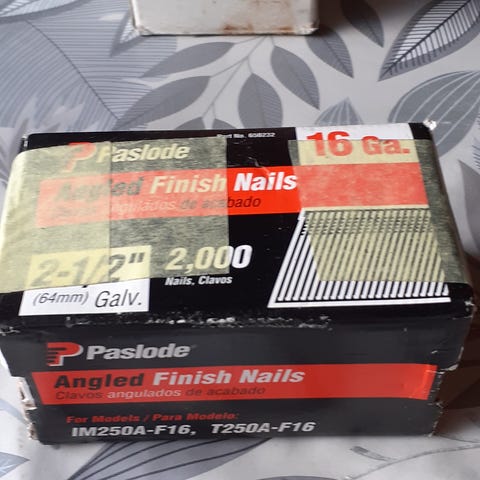 Part No. 658232
Paslode
16 Ga.
Angled Finish Nails
Clavos angulados de acabado
2-1/2"
(64mm) Galv.
2,000
Nails, Clavos
Paslode
Angled Finish Nails
Clavos angulados de acabado
For Models / Para Modelo:
IM250A-F16, T250A-F16